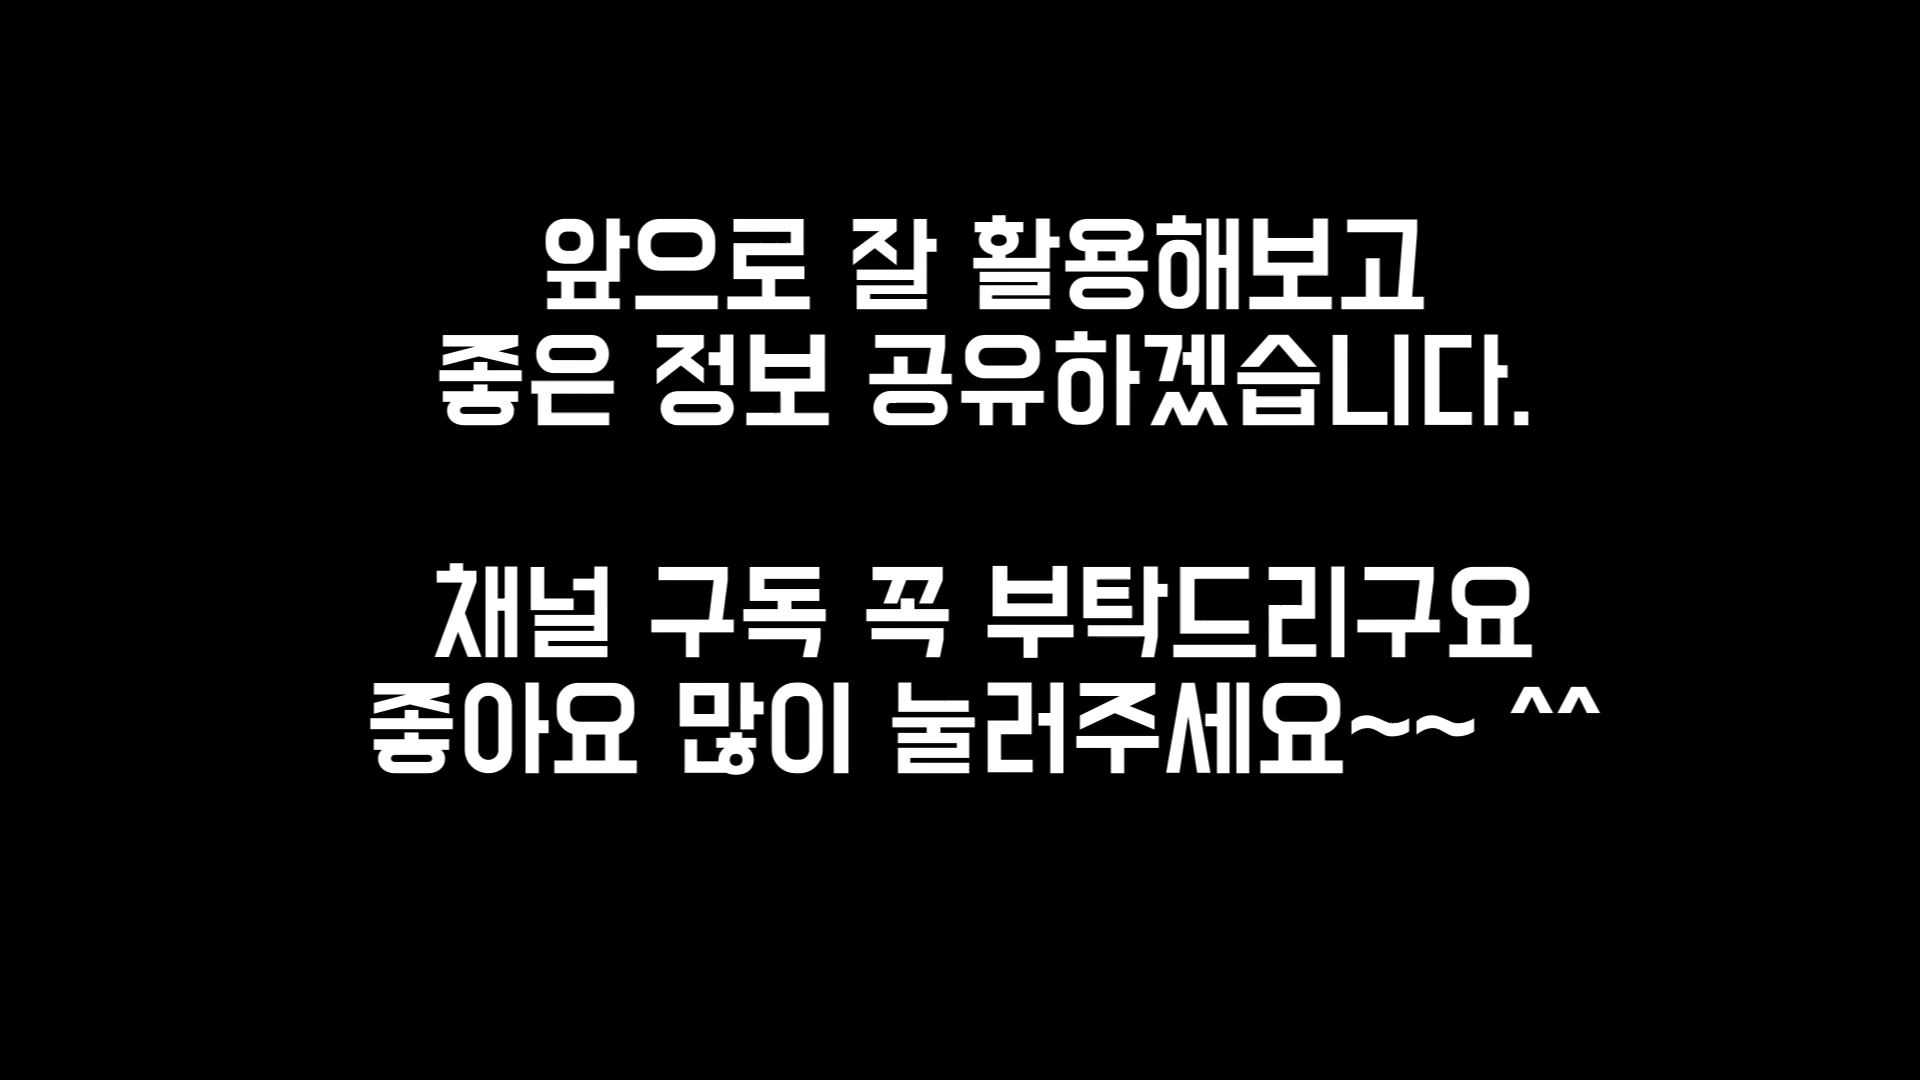 앞으로 잘 활용해보고
좋은 정보 공유하겠습니다.
채널 구독 꼭 부탁드리구요
좋아요 많이 눌러주세요~~ ^^